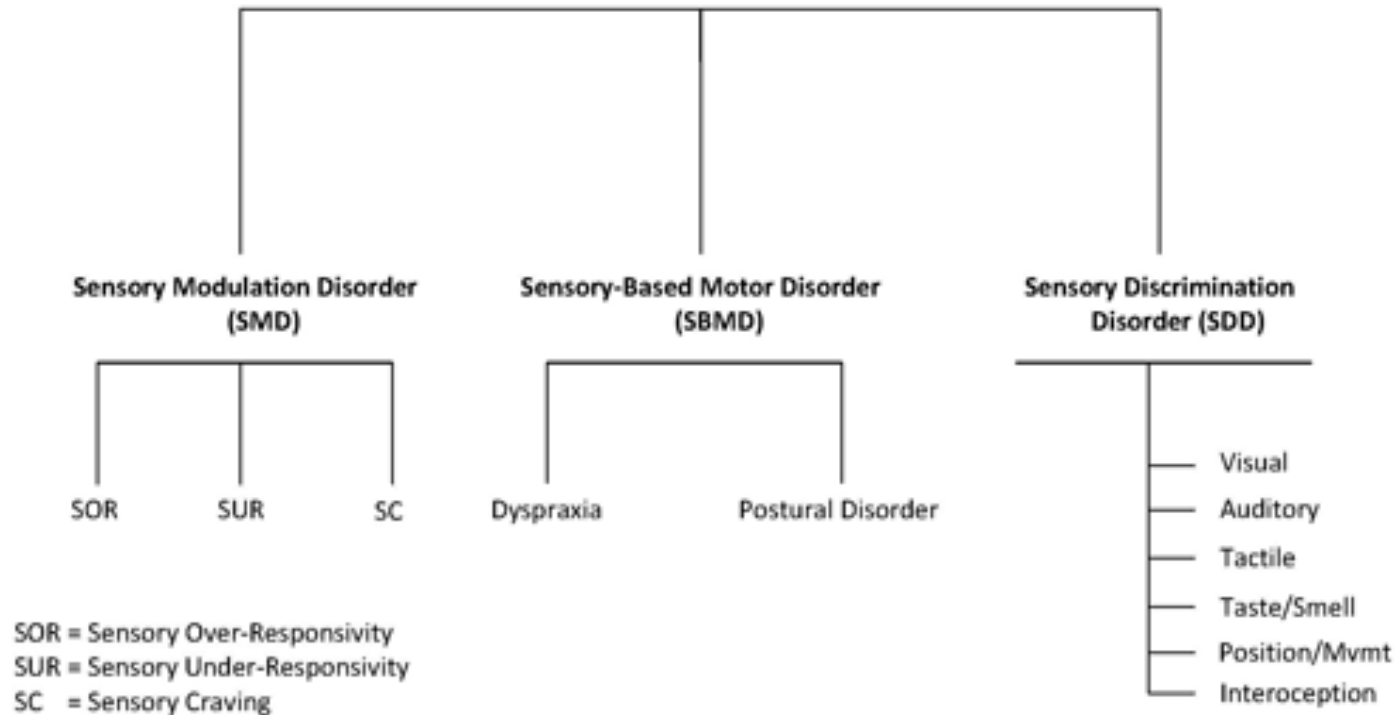 Sensory Modulation Disorder
(SMD)
Sensory-Based Motor Disorder
(SBMD)
Sensory Discrimination
Disorder (SDD)
SOR
SUR
SC
Dyspraxia
Postural Disorder
Visual
Auditory
Tactile
Taste/Smell
Position/Mvmt
Interoception
SOR = Sensory Over-Responsivity
SUR = Sensory Under-Responsivity
SC = Sensory Craving